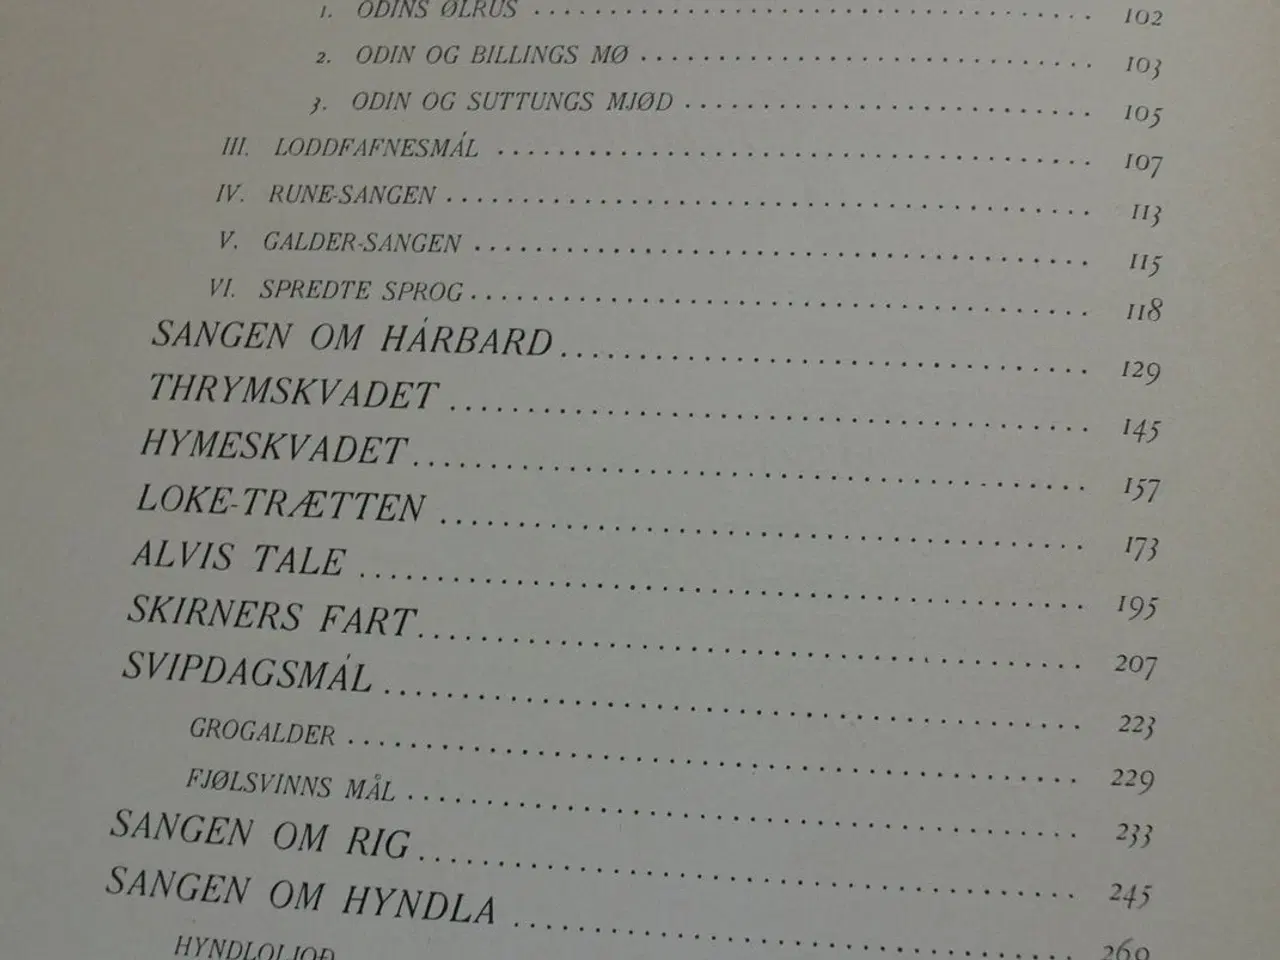 1. ODINS ØLRUS . . . . . . . . . . . . . . . . . . . . . . . . . . . . . . 102
2. ODIN OG BILLINGS MØ . . . . . . . . . . . . . . . . . . . . . . . . 103
3. ODIN OG SUTTUNGS MJØD . . . . . . . . . . . . . . . . . . . . . 105
III. LODDFAFNESMÁL . . . . . . . . . . . . . . . . . . . . . . . . . . . . . . 107
IV. RUNE-SANGEN . . . . . . . . . . . . . . . . . . . . . . . . . . . . . . . . . 113
V. GALDER-SANGEN . . . . . . . . . . . . . . . . . . . . . . . . . . . . . . . 115
VI. SPREDTE SPROG . . . . . . . . . . . . . . . . . . . . . . . . . . . . . . . . 118
SANGEN OM HÁRBARD . . . . . . . . . . . . . . . . . . . . . . . . . . . . 129
THRYMSKVADET . . . . . . . . . . . . . . . . . . . . . . . . . . . . . . . . . . 145
HYMESKVADET . . . . . . . . . . . . . . . . . . . . . . . . . . . . . . . . . . . 157
LOKE-TRÆTTEN . . . . . . . . . . . . . . . . . . . . . . . . . . . . . . . . . . 173
ALVIS TALE . . . . . . . . . . . . . . . . . . . . . . . . . . . . . . . . . . . . . . 195
SKIRNERS FART . . . . . . . . . . . . . . . . . . . . . . . . . . . . . . . . . . . 207
SVIPDAGSMÁL . . . . . . . . . . . . . . . . . . . . . . . . . . . . . . . . . . . . . 223
GROGALDER . . . . . . . . . . . . . . . . . . . . . . . . . . . . . . . . . . . . . . 229
FJØLSVINNS MÅL . . . . . . . . . . . . . . . . . . . . . . . . . . . . . . . . . . . 233
SANGEN OM RIG . . . . . . . . . . . . . . . . . . . . . . . . . . . . . . . . . . . 245
SANGEN OM HYNDLA . . . . . . . . . . . . . . . . . . . . . . . . . . . . . . 260